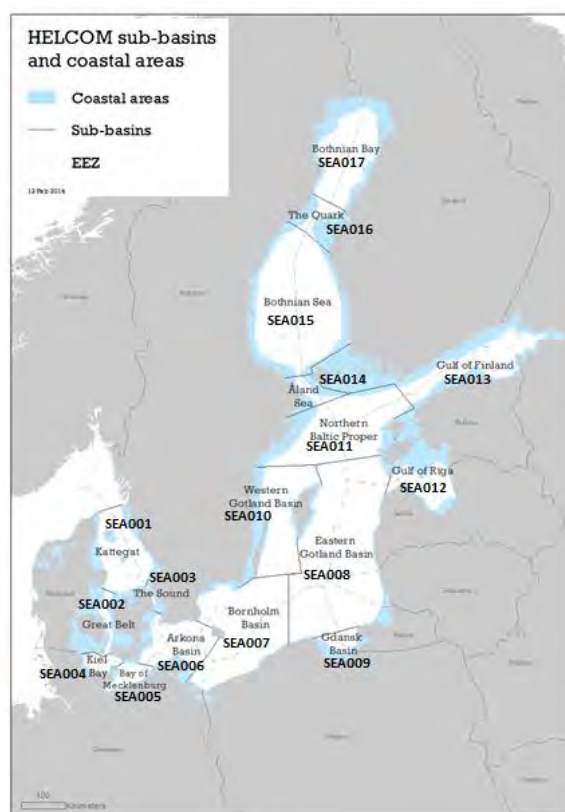 HELCOM sub-basins
and coastal areas
Coastal areas
Sub-basins
EEZ
Bothnian Bay
SEA017
The Quark
SEA016
Bothnian Sea
SEA015
SEA014
Åland
Sea
Gulf of Finland
SEA013
Northern
Baltic Proper
SEA011
Gulf of Riga
SEA012
Western
Gotland Basin
SEA010
SEA001
Kattegat
Eastern
Gotland Basin
SEA008
SEA003
The Sound
SEA002
Great Belt
Bornholm
Basin
SEA007
Arkona
Basin
SEA006
Gdansk
Basin
SEA009
Kiel
Bay
SEA004
Bay of
Mecklenburg
SEA005